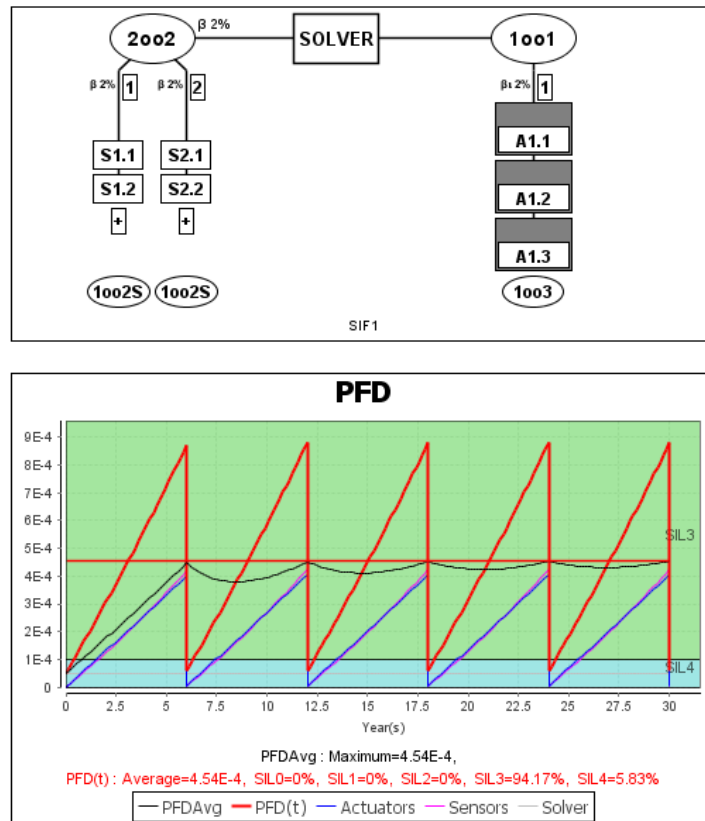 2oo2 β 2% SOLVER 1oo1
β 2% 1 β 2% 2 βι 2% 1
S1.1 S2.1 A1.1
S1.2 S2.2 A1.2
+ + A1.3
1oo2S 1oo2S 1oo3
SIF1
PFD
9E-4
8E-4
7E-4
6E-4
5E-4
4E-4
3E-4
2E-4
1E-4
0
SIL3
SIL4
0 2.5 5 7.5 10 12.5 15 17.5 20 22.5 25 27.5 30
Year(s)
PFDAvg : Maximum=4.54E-4,
PFD(t) : Average=4.54E-4, SIL0=0%, SIL1=0%, SIL2=0%, SIL3=94.17%, SIL4=5.83%
PFDAvg PFD(t) Actuators Sensors Solver